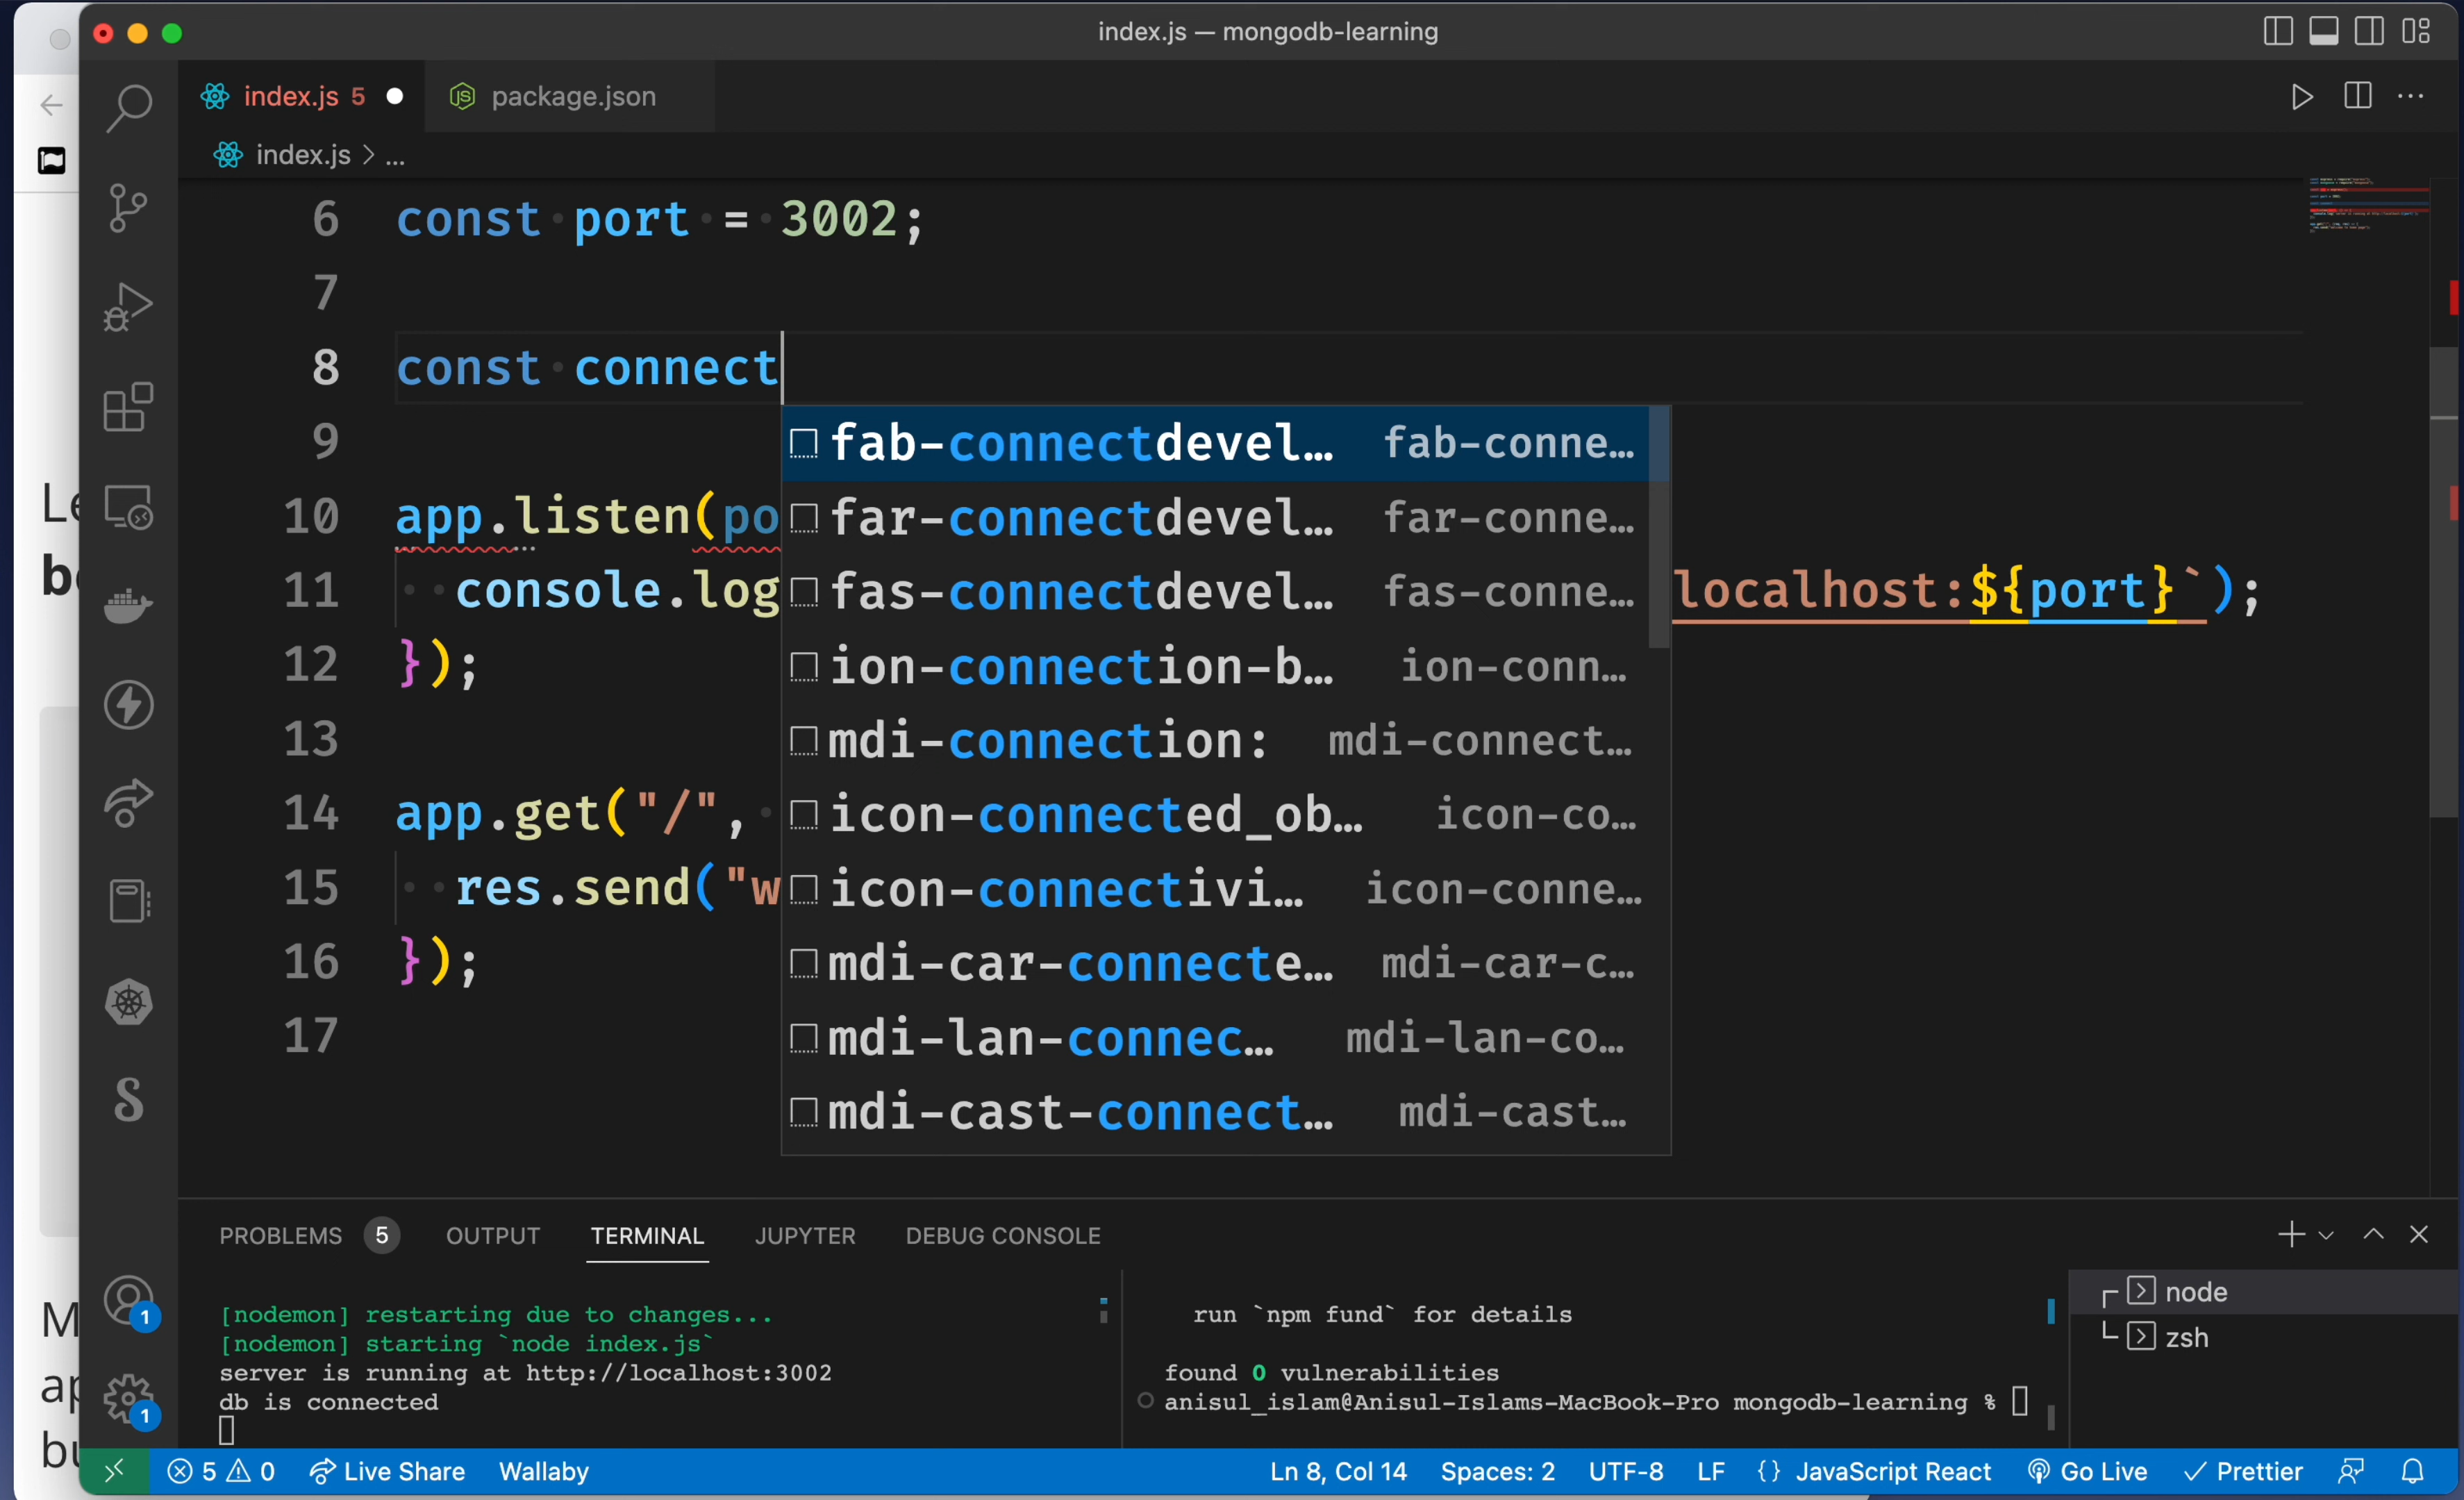 index.js — mongodb-learning
index.js 5
package.json
index.js > ...
6 const port = 3002;
7
8 const connect
9
10 app.listen(po
11 console.log localhost:${port}`);
12 });
13
14 app.get("/",
15 res.send("w
16 });
17
fab-connectdevel… fab-conne…
far-connectdevel… far-conne…
fas-connectdevel… fas-conne…
ion-connection-b… ion-conn…
mdi-connection: mdi-connect…
icon-connected_ob… icon-co…
icon-connectivi… icon-conne…
mdi-car-connecte… mdi-car-c…
mdi-lan-connec… mdi-lan-co…
mdi-cast-connect… mdi-cast…
PROBLEMS 5 OUTPUT TERMINAL JUPYTER DEBUG CONSOLE
[nodemon] restarting due to changes...
[nodemon] starting `node index.js`
server is running at http://localhost:3002
db is connected
run `npm fund` for details
found 0 vulnerabilities
anisul_islam@Anisul-Islams-MacBook-Pro mongodb-learning %
node
zsh
1
1
5 0 Live Share Wallaby Ln 8, Col 14 Spaces: 2 UTF-8 LF {} JavaScript React Go Live Prettier